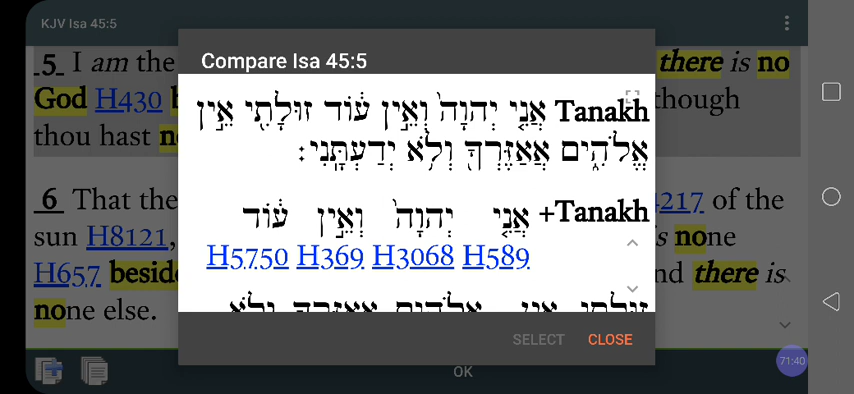 KJV Isa 45:5
Compare Isa 45:5
5 I am the
there is no
God H430 b
though
thou hast n
Tanakh אֲנִ֤י יְהוָה֙ וְאֵ֣ין ע֔וֹד זוּלָתִ֖י אֵ֣ין
אֱלֹהִ֑ים אֲאַזֶּרְךָ֖ וְלֹ֥א יְדַעְתָּֽנִי׃
Tanakh+ אֲנִ֤י יְהוָה֙ וְאֵ֣ין ע֔וֹד
H5750 H369 H3068 H589
6 That the
4217 of the
sun H8121,
is none
H657 beside
nd there is
none else.
SELECT CLOSE
OK
71:40